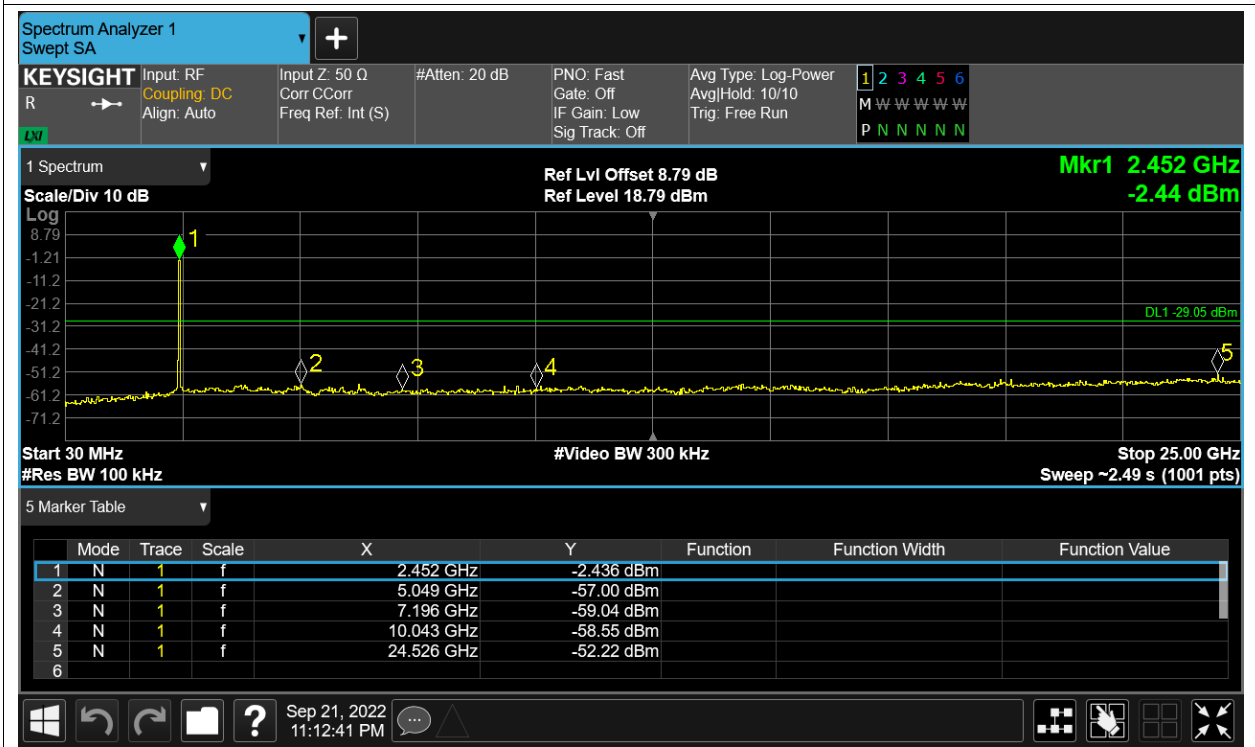 Spectrum Analyzer 1
Swept SA
KEYSIGHT
R
LXI
Input: RF
Coupling: DC
Align: Auto
Input Z: 50 Ω
Corr CCorr
Freq Ref: Int (S)
#Atten: 20 dB
PNO: Fast
Gate: Off
IF Gain: Low
Sig Track: Off
Avg Type: Log-Power
Avg|Hold: 10/10
Trig: Free Run
1 2 3 4 5 6
M W W W W W
P N N N N N
1 Spectrum
Scale/Div 10 dB
Ref Lvl Offset 8.79 dB
Ref Level 18.79 dBm
Mkr1 2.452 GHz
-2.44 dBm
Log
8.79
-1.21
-11.2
-21.2
-31.2
-41.2
-51.2
-61.2
-71.2
1
2
3
4
5
DL1 -29.05 dBm
Start 30 MHz
#Video BW 300 kHz
Stop 25.00 GHz
#Res BW 100 kHz
Sweep ~2.49 s (1001 pts)
5 Marker Table
Mode Trace Scale X Y Function Function Width Function Value
1 N 1 f 2.452 GHz -2.436 dBm
2 N 1 f 5.049 GHz -57.00 dBm
3 N 1 f 7.196 GHz -59.04 dBm
4 N 1 f 10.043 GHz -58.55 dBm
5 N 1 f 24.526 GHz -52.22 dBm
6
?
Sep 21, 2022
11:12:41 PM